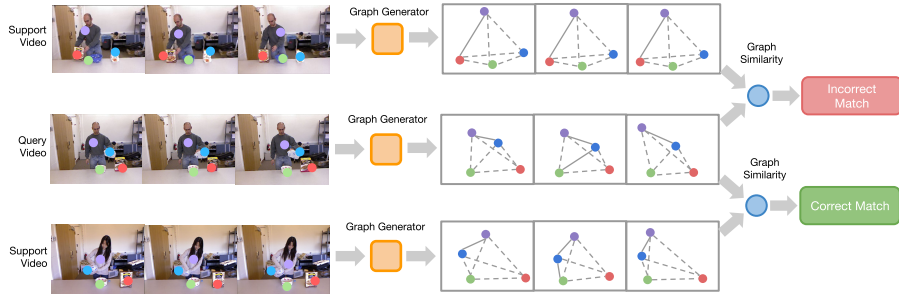 Support
Video
Graph Generator
Graph
Similarity
Incorrect
Match
Query
Video
Graph Generator
Graph
Similarity
Correct Match
Support
Video
Graph Generator